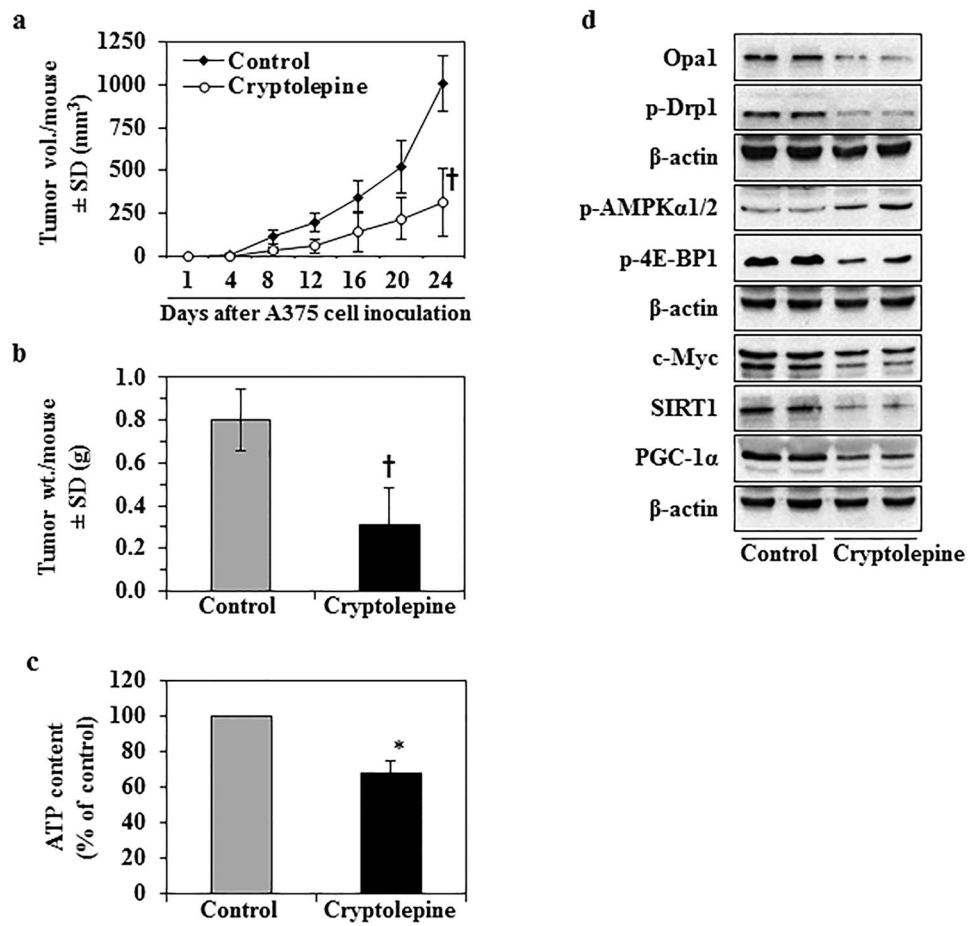 a
Tumor vol./mouse
± SD (mm³)
1250
1000
750
500
250
0
Control
Cryptolepine
†
1 4 8 12 16 20 24
Days after A375 cell inoculation
b
Tumor wt./mouse
± SD (g)
1.0
0.8
0.6
0.4
0.2
0.0
†
Control Cryptolepine
c
ATP content
(% of control)
120
100
80
60
40
20
0
*
Control Cryptolepine
d
Opa1
p-Drp1
β-actin
p-AMPKα1/2
p-4E-BP1
β-actin
c-Myc
SIRT1
PGC-1α
β-actin
Control Cryptolepine